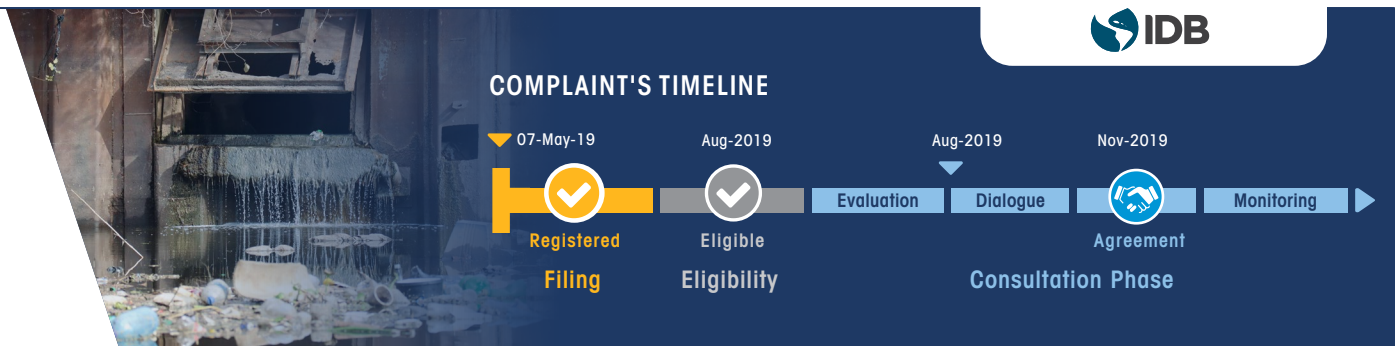 IDB
COMPLAINT'S TIMELINE
07-May-19
Aug-2019
Aug-2019
Nov-2019
Evaluation
Dialogue
Monitoring
Registered
Eligible
Agreement
Filing
Eligibility
Consultation Phase